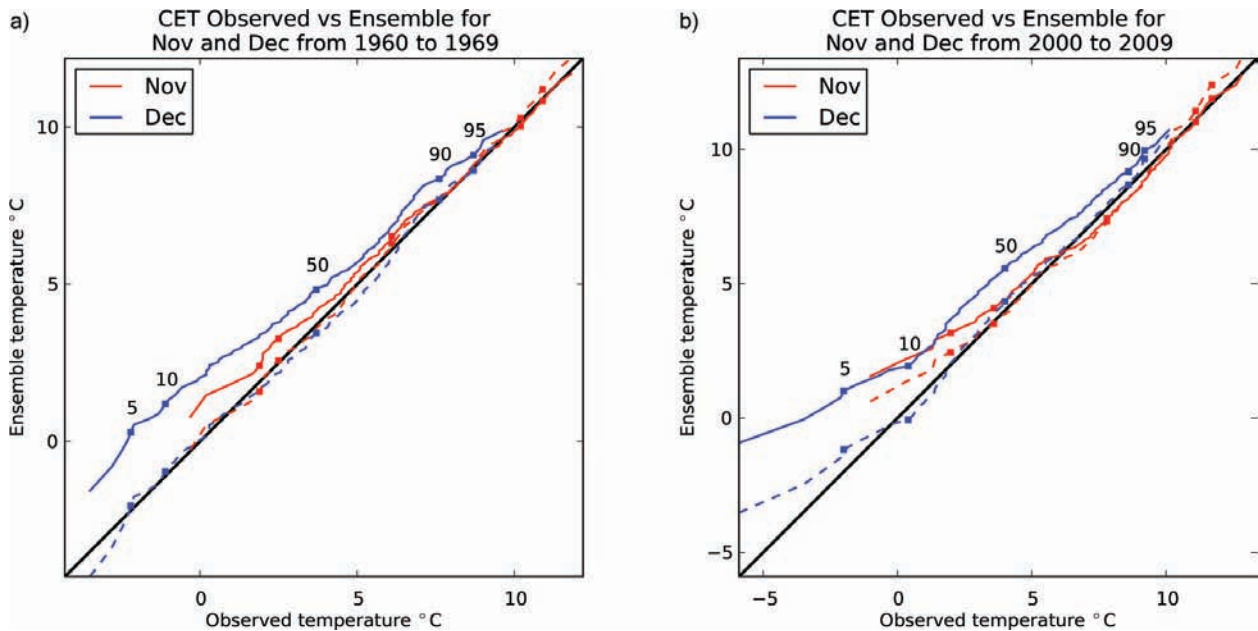 a)
CET Observed vs Ensemble for
Nov and Dec from 1960 to 1969
Nov
Dec
95
90
50
10
5
10
5
0
0
5
10
Ensemble temperature °C
Observed temperature °C
b)
CET Observed vs Ensemble for
Nov and Dec from 2000 to 2009
Nov
Dec
95
90
50
10
5
10
5
0
−5
−5
0
5
10
Ensemble temperature °C
Observed temperature °C